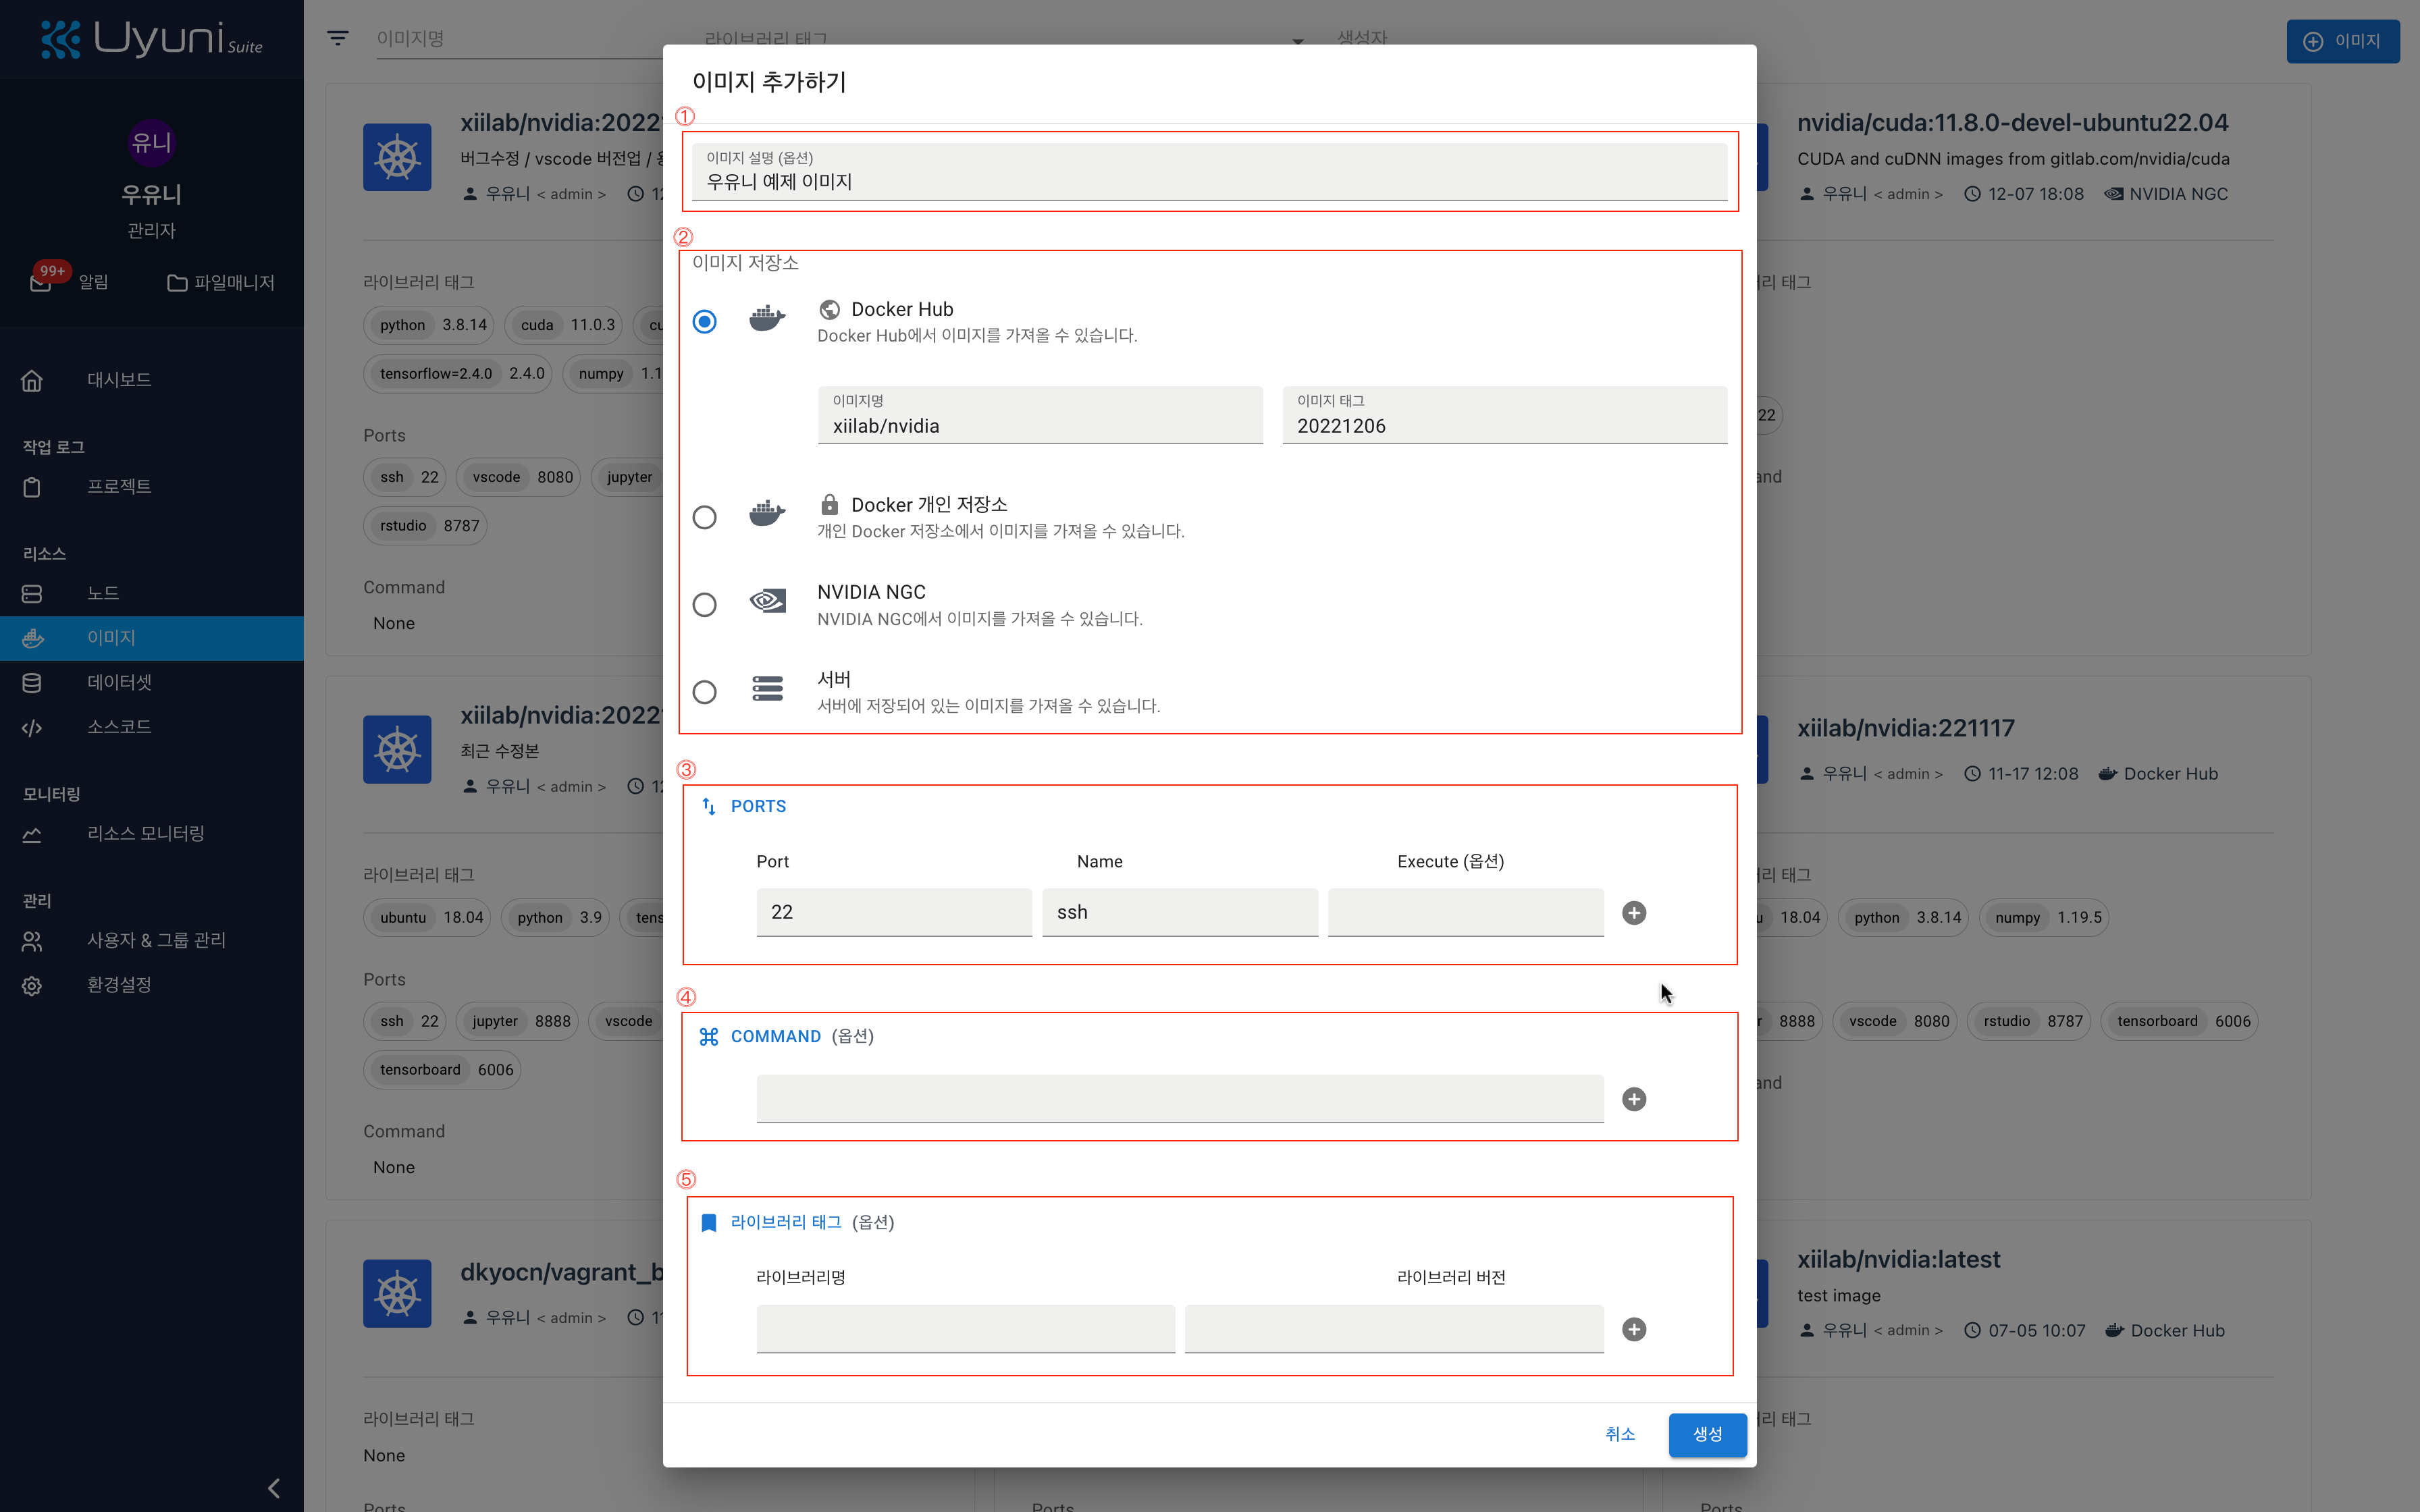 Uyuni Suite
유니
우유니
관리자
99+
알림
파일매니저
대시보드
작업 로그
프로젝트
리소스
노드
이미지
데이터셋
소스코드
모니터링
리소스 모니터링
관리
사용자 & 그룹 관리
환경설정
이미지명
라이브러리 태그
생성자
이미지
xiilab/nvidia:2022
버그수정 / vscode 버전업 /
우유니 < admin >
라이브러리 태그
python 3.8.14
cuda 11.0.3
tensorflow=2.4.0 2.4.0
numpy 1.1
Ports
ssh 22
vscode 8080
jupyter
rstudio 8787
Command
None
xiilab/nvidia:2022
최근 수정본
우유니 < admin >
라이브러리 태그
ubuntu 18.04
python 3.9
tens
Ports
ssh 22
jupyter 8888
vscode
tensorboard 6006
Command
None
dkyocn/vagrant_b
우유니 < admin >
라이브러리 태그
None
Ports
이미지 추가하기
①
이미지 설명 (옵션)
우유니 예제 이미지
②
이미지 저장소
Docker Hub
Docker Hub에서 이미지를 가져올 수 있습니다.
이미지명
xiilab/nvidia
이미지 태그
20221206
Docker 개인 저장소
개인 Docker 저장소에서 이미지를 가져올 수 있습니다.
NVIDIA NGC
NVIDIA NGC에서 이미지를 가져올 수 있습니다.
서버
서버에 저장되어 있는 이미지를 가져올 수 있습니다.
③
PORTS
Port Name Execute (옵션)
22 ssh
④
COMMAND (옵션)
⑤
라이브러리 태그 (옵션)
라이브러리명 라이브러리 버전
취소
생성
Ports
nvidia/cuda:11.8.0-devel-ubuntu22.04
CUDA and cuDNN images from gitlab.com/nvidia/cuda
우유니 < admin > 12-07 18:08 NVIDIA NGC
태그
22
xiilab/nvidia:221117
우유니 < admin > 11-17 12:08 Docker Hub
태그
18.04
python 3.8.14
numpy 1.19.5
8888
vscode 8080
rstudio 8787
tensorboard 6006
xiilab/nvidia:latest
test image
우유니 < admin > 07-05 10:07 Docker Hub
태그
Ports